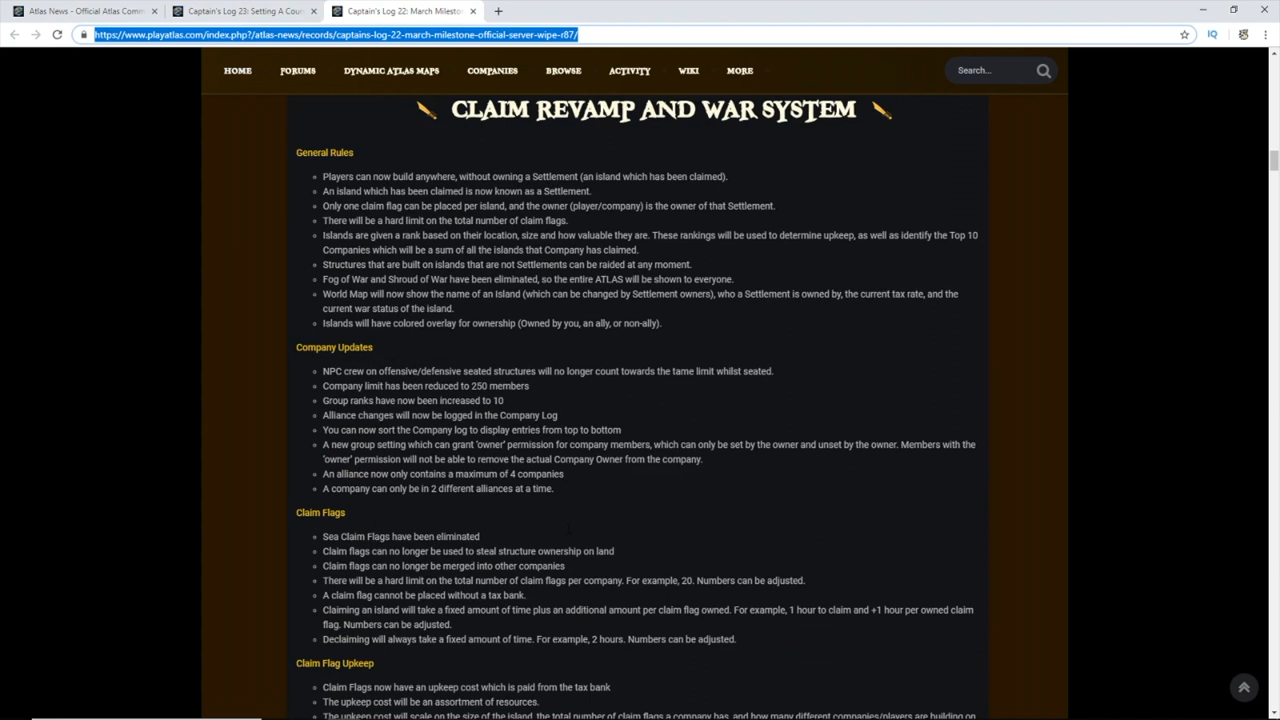 Atlas News - Official Atlas Comm
Captain's Log 23: Setting A Cour
Captain's Log 22: March Milesto
https://www.playatlas.com/index.php?/atlas-news/records/captains-log-22-march-milestone-official-server-wipe-r87/
HOME FORUMS DYNAMIC ATLAS MAPS COMPANIES BROWSE ACTIVITY WIKI MORE Search...
CLAIM REVAMP AND WAR SYSTEM
General Rules
Players can now build anywhere, without owning a Settlement (an island which has been claimed).
An island which has been claimed is now known as a Settlement.
Only one claim flag can be placed per island, and the owner (player/company) is the owner of that Settlement.
There will be a hard limit on the total number of claim flags.
Islands are given a rank based on their location, size and how valuable they are. These rankings will be used to determine upkeep, as well as identify the Top 10
Companies which will be a sum of all the islands that Company has claimed.
Structures that are built on islands that are not Settlements can be raided at any moment.
Fog of War and Shroud of War have been eliminated, so the entire ATLAS will be shown to everyone.
World Map will now show the name of an Island (which can be changed by Settlement owners), who a Settlement is owned by, the current tax rate, and the
current war status of the island.
Islands will have colored overlay for ownership (Owned by you, an ally, or non-ally).
Company Updates
NPC crew on offensive/defensive seated structures will no longer count towards the tame limit whilst seated.
Company limit has been reduced to 250 members
Group ranks have now been increased to 10
Alliance changes will now be logged in the Company Log
You can now sort the Company log to display entries from top to bottom
A new group setting which can grant 'owner' permission for company members, which can only be set by the owner and unset by the owner. Members with the
'owner' permission will not be able to remove the actual Company Owner from the company.
An alliance now only contains a maximum of 4 companies
A company can only be in 2 different alliances at a time.
Claim Flags
Sea Claim Flags have been eliminated
Claim flags can no longer be used to steal structure ownership on land
Claim flags can no longer be merged into other companies
There will be a hard limit on the total number of claim flags per company. For example, 20. Numbers can be adjusted.
A claim flag cannot be placed without a tax bank.
Claiming an island will take a fixed amount of time plus an additional amount per claim flag owned. For example, 1 hour to claim and +1 hour per owned claim
flag. Numbers can be adjusted.
Declaiming will always take a fixed amount of time. For example, 2 hours. Numbers can be adjusted.
Claim Flag Upkeep
Claim Flags now have an upkeep cost which is paid from the tax bank
The upkeep cost will be an assortment of resources.
The upkeep cost will scale on the size of the island, the total number of claim flags a company has, and how many different companies/players are building on